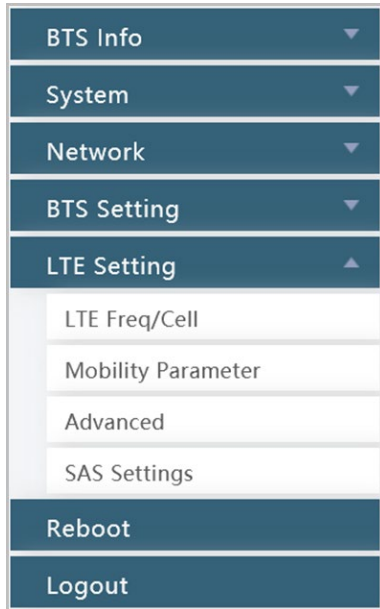 BTS Info
System
Network
BTS Setting
LTE Setting
LTE Freq/Cell
Mobility Parameter
Advanced
SAS Settings
Reboot
Logout